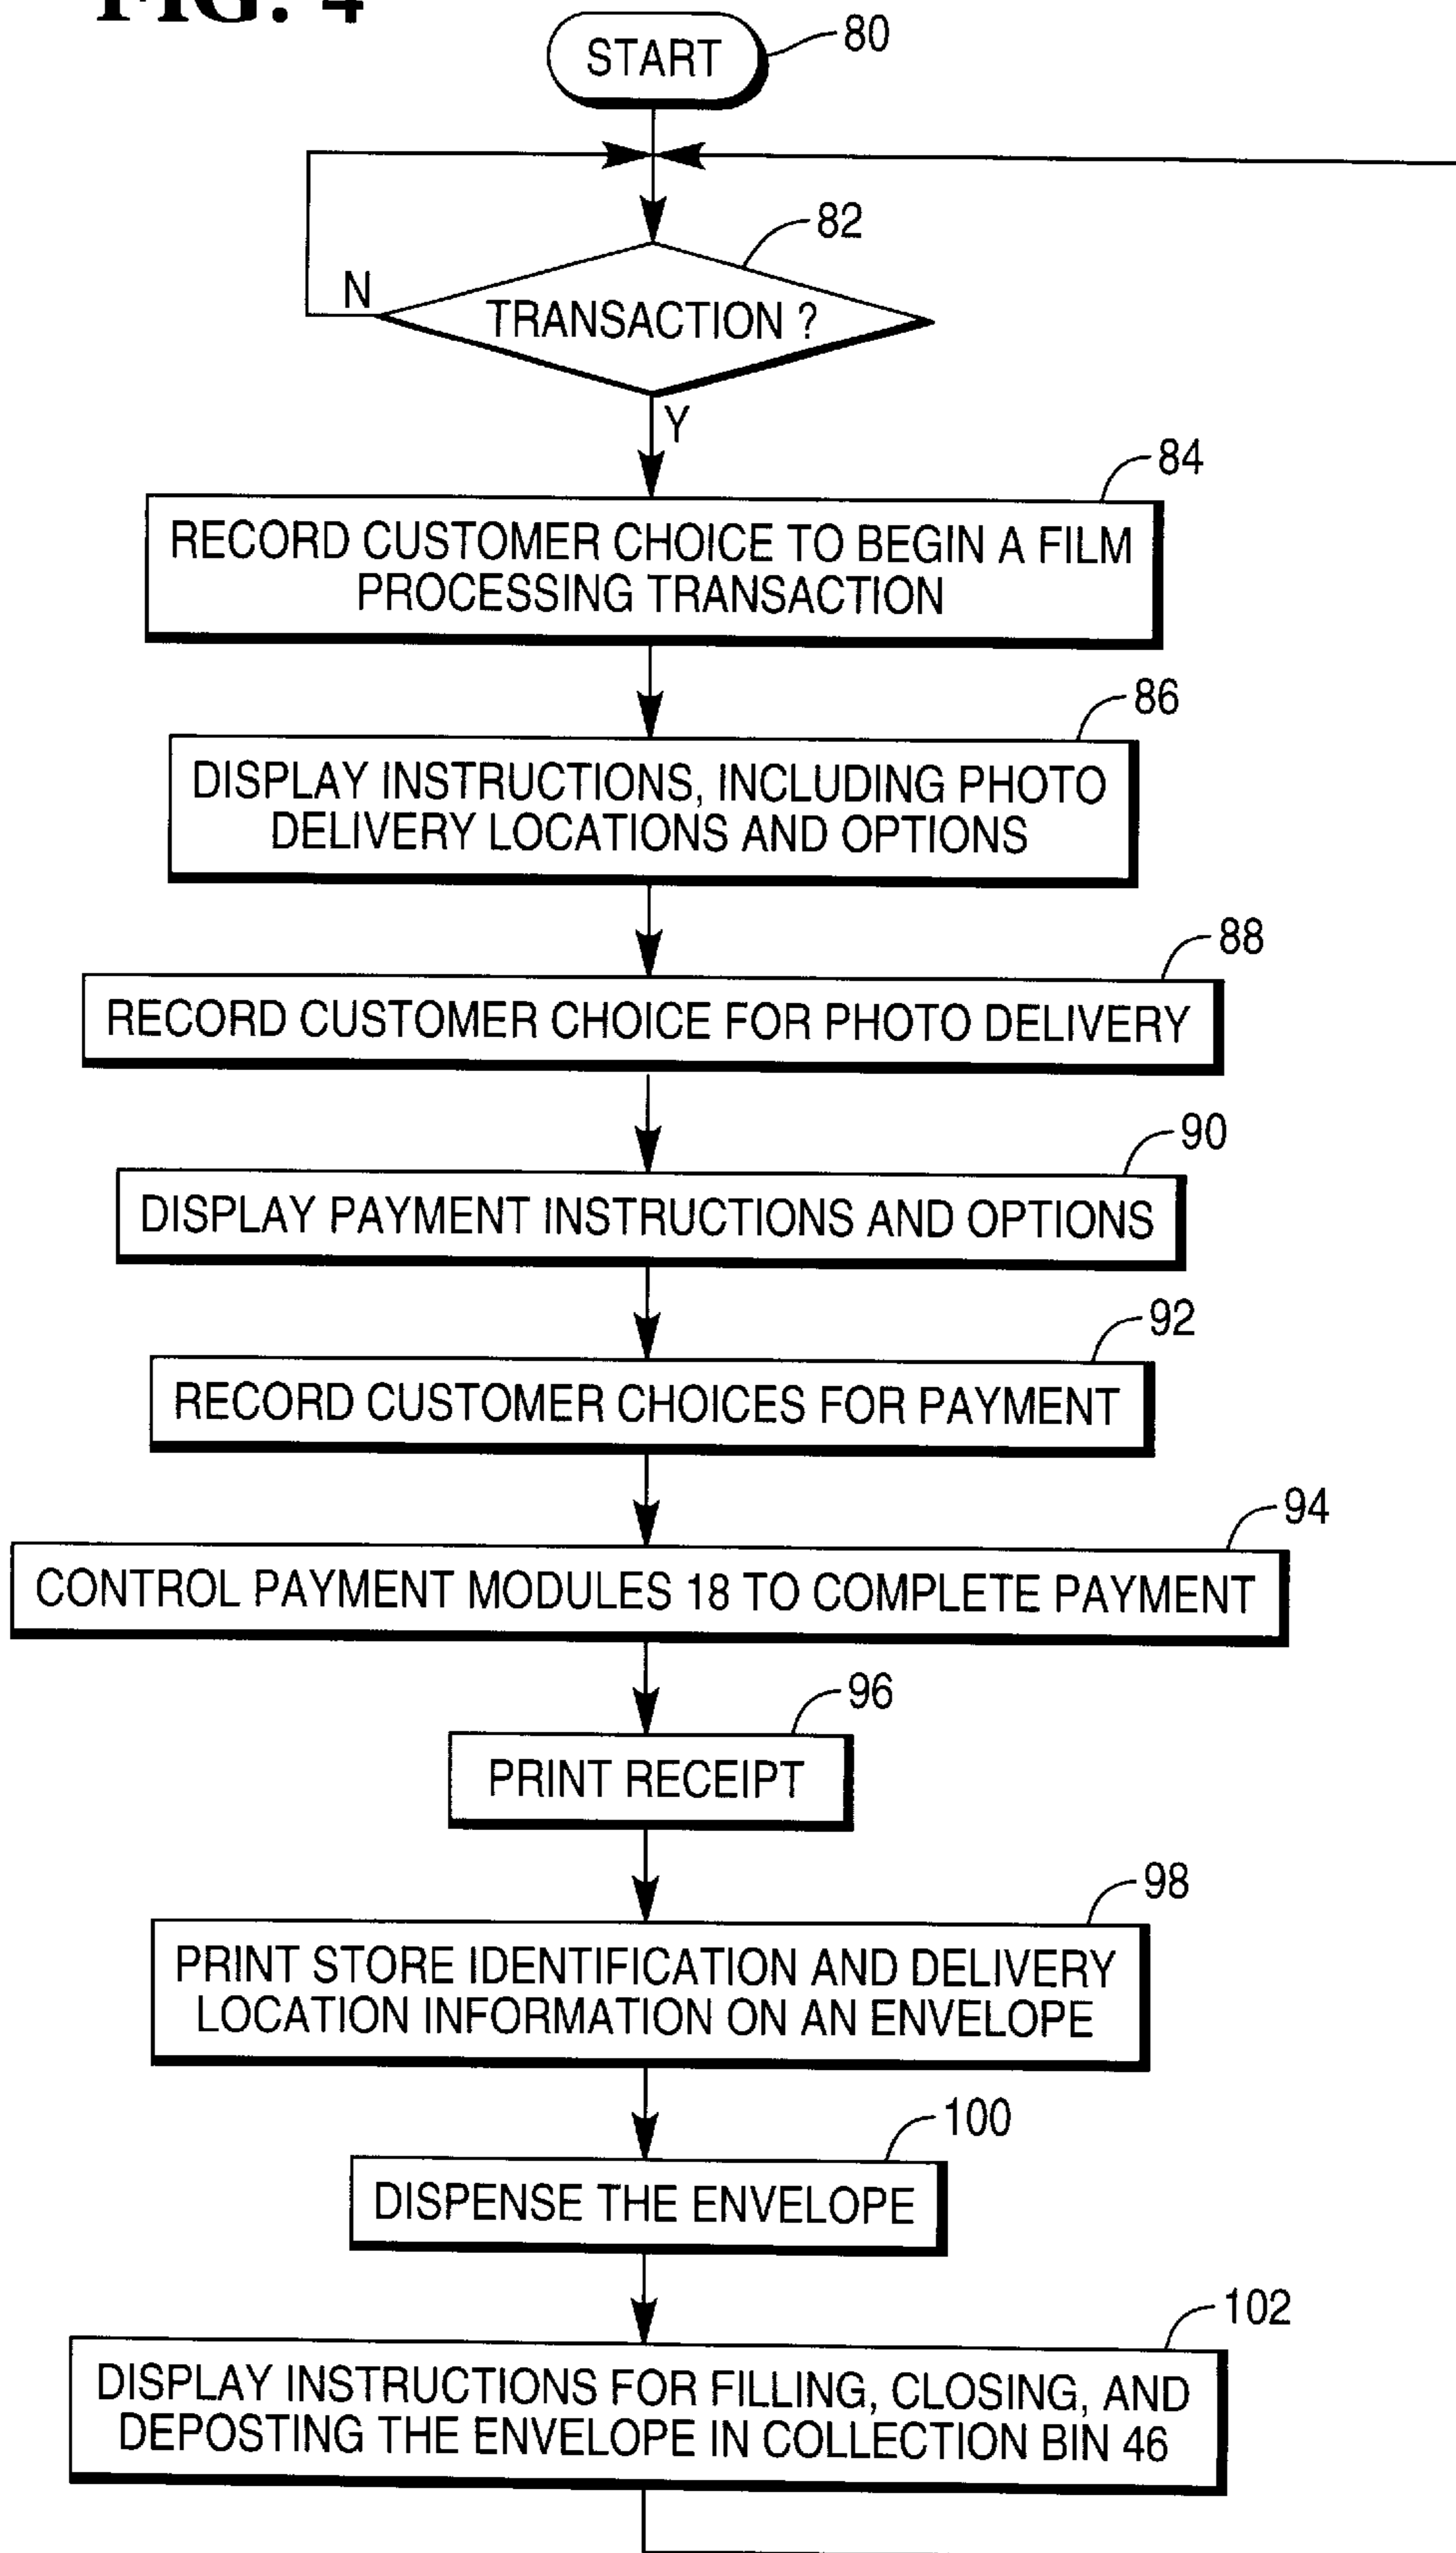 FIG. 4
START
80
82
N
TRANSACTION ?
Y
84
RECORD CUSTOMER CHOICE TO BEGIN A FILM
PROCESSING TRANSACTION
86
DISPLAY INSTRUCTIONS, INCLUDING PHOTO
DELIVERY LOCATIONS AND OPTIONS
88
RECORD CUSTOMER CHOICE FOR PHOTO DELIVERY
90
DISPLAY PAYMENT INSTRUCTIONS AND OPTIONS
92
RECORD CUSTOMER CHOICES FOR PAYMENT
94
CONTROL PAYMENT MODULES 18 TO COMPLETE PAYMENT
96
PRINT RECEIPT
98
PRINT STORE IDENTIFICATION AND DELIVERY
LOCATION INFORMATION ON AN ENVELOPE
100
DISPENSE THE ENVELOPE
102
DISPLAY INSTRUCTIONS FOR FILLING, CLOSING, AND
DEPOSTING THE ENVELOPE IN COLLECTION BIN 46